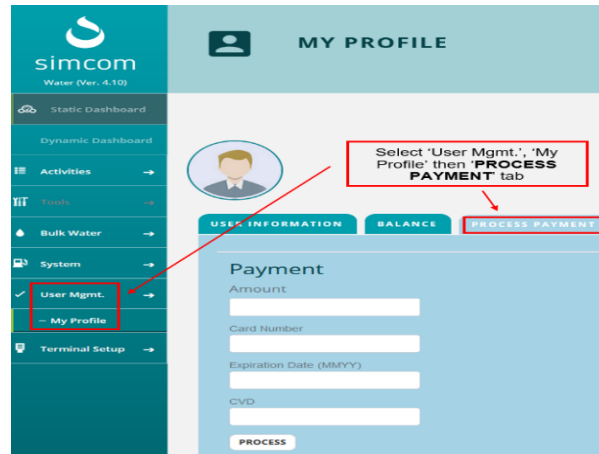 simcom
Water (Ver. 4.10)
Static Dashboard
Dynamic Dashboard
Activities
Tools
Bulk Water
System
User Mgmt.
– My Profile
Terminal Setup
MY PROFILE
Select ‘User Mgmt.’, ‘My
Profile’ then ‘PROCESS
PAYMENT’ tab
USER INFORMATION
BALANCE
PROCESS PAYMENT
Payment
Amount
Card Number
Expiration Date (MMYY)
CVD
PROCESS